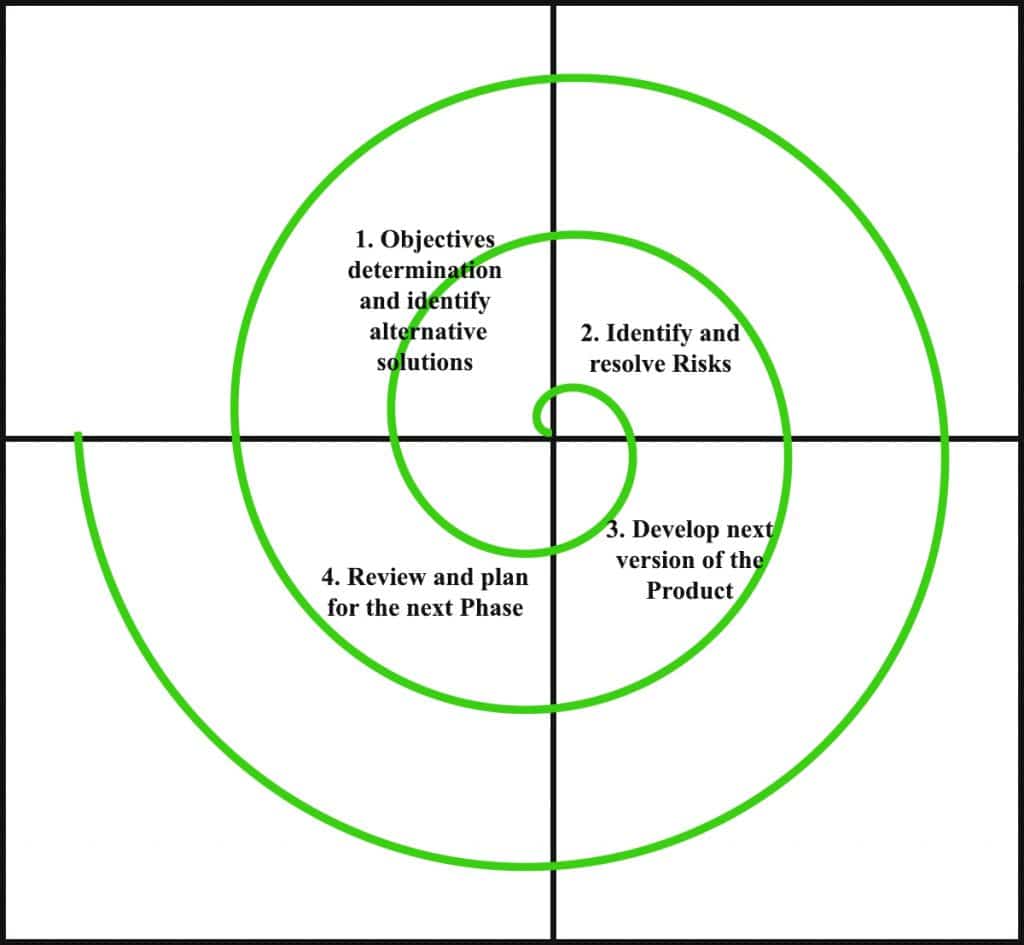 1. Objectives
determination
and identify
alternative
solutions
2. Identify and
resolve Risks
3. Develop next
version of the
Product
4. Review and plan
for the next Phase